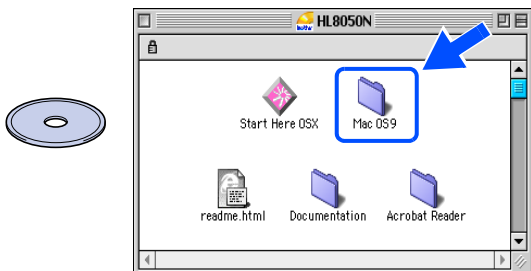 HL8050N
Start Here OSX
Mac OS9
readme.html
Documentation
Acrobat Reader